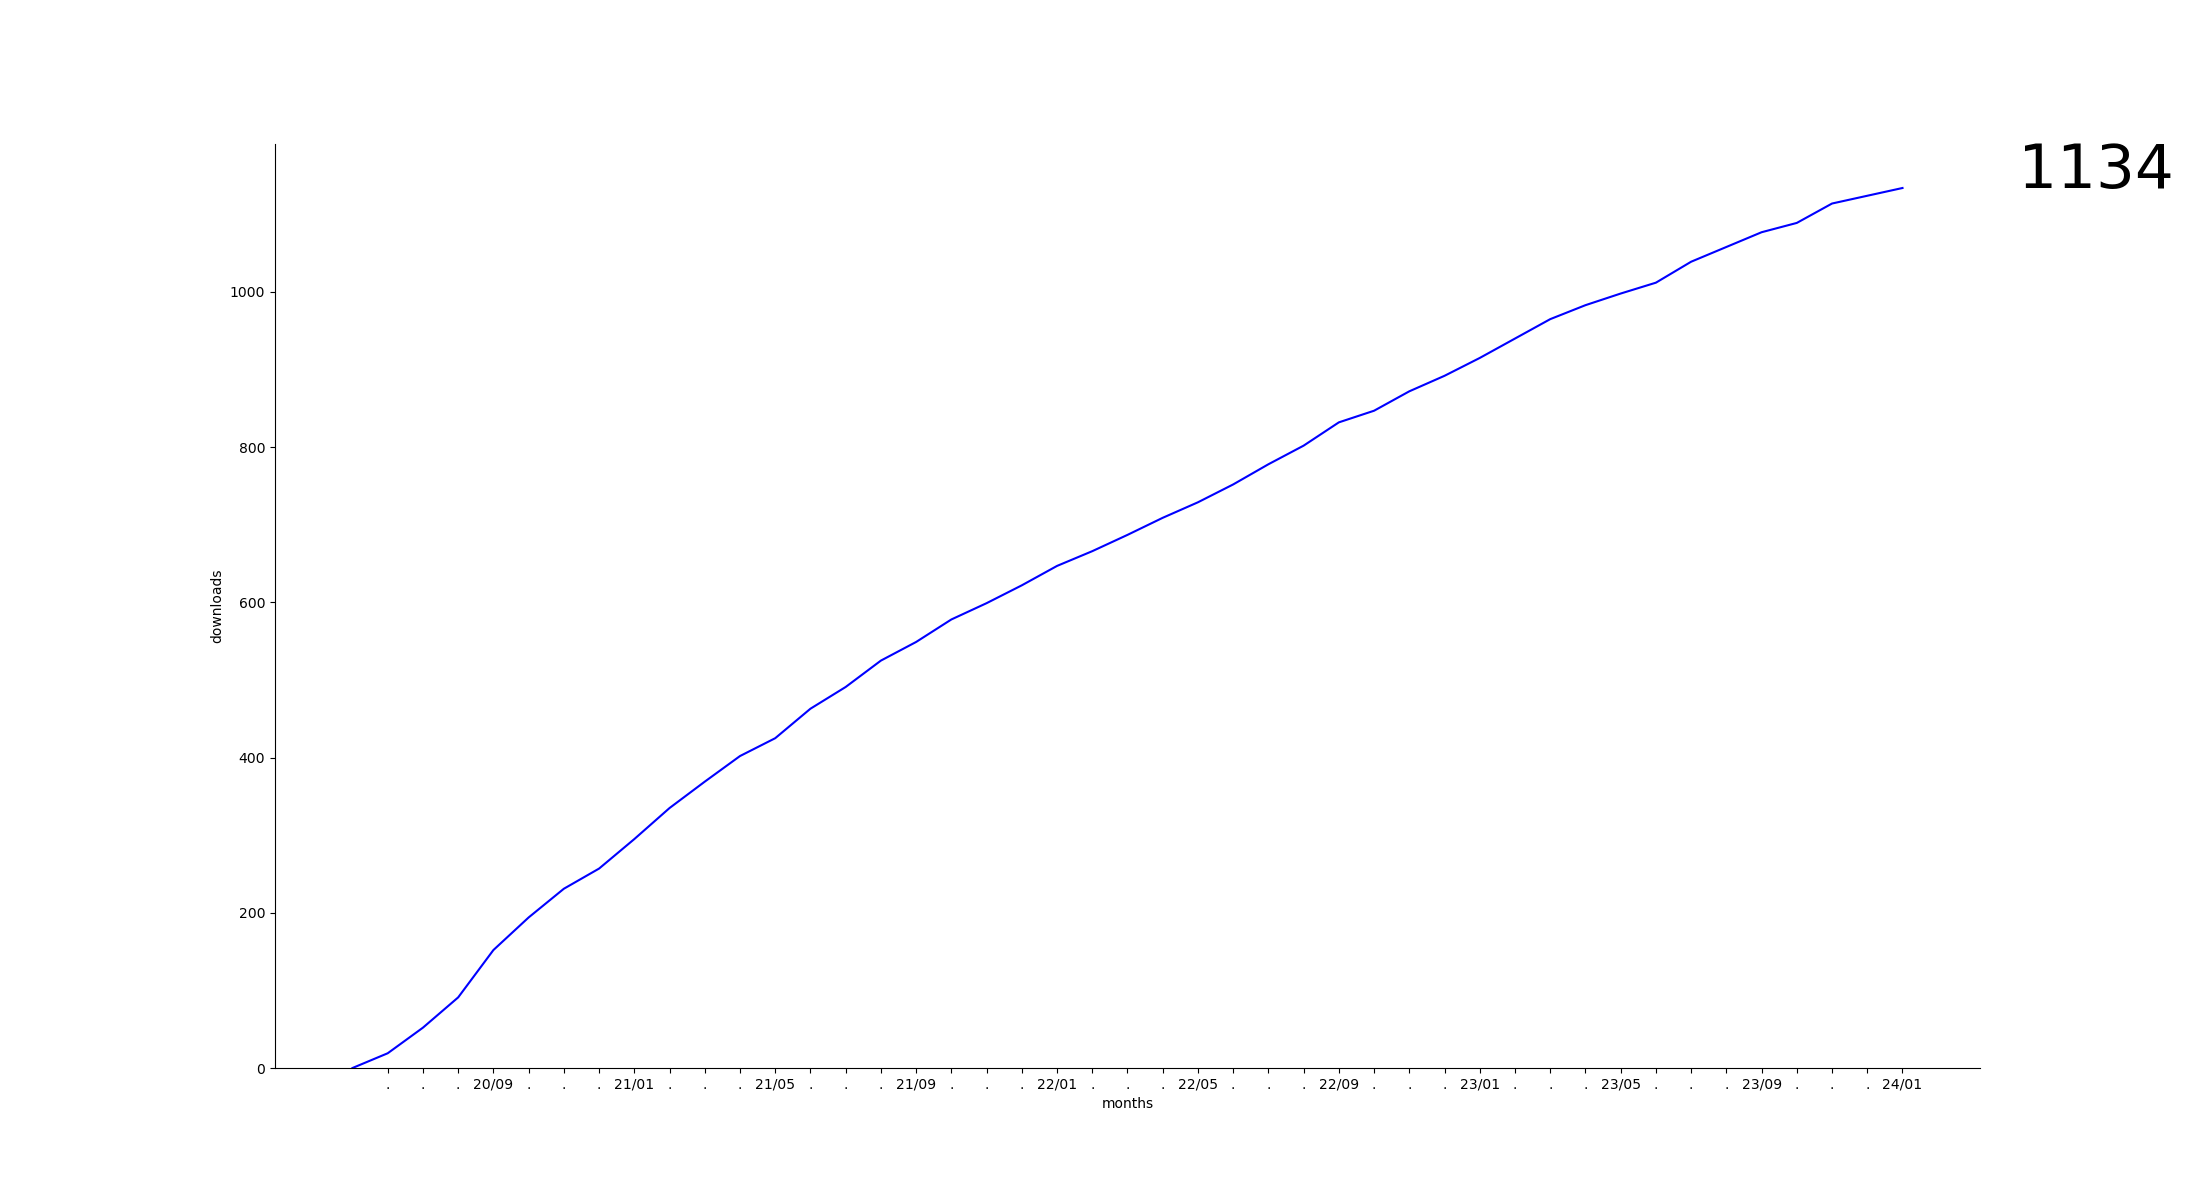 1134
1000
800
600
400
200
0
downloads
. . . 20/09 . . . 21/01 . . . 21/05 . . . 21/09 . . . 22/01 . . . 22/05 . . . 22/09 . . . 23/01 . . . 23/05 . . . 23/09 . . . 24/01
months